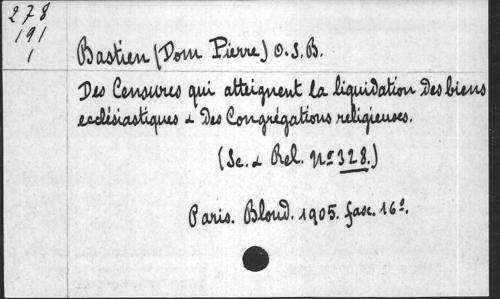 278
191
1
Bastien (Dom Pierre) O.S.B.
Des Censures qui atteignent la liquidation des biens
ecclésiastiques & des Congrégations religieuses.
(Sc. & Rel. Nº 328.)
Paris. Bloud. 1905. fasc. 16º.